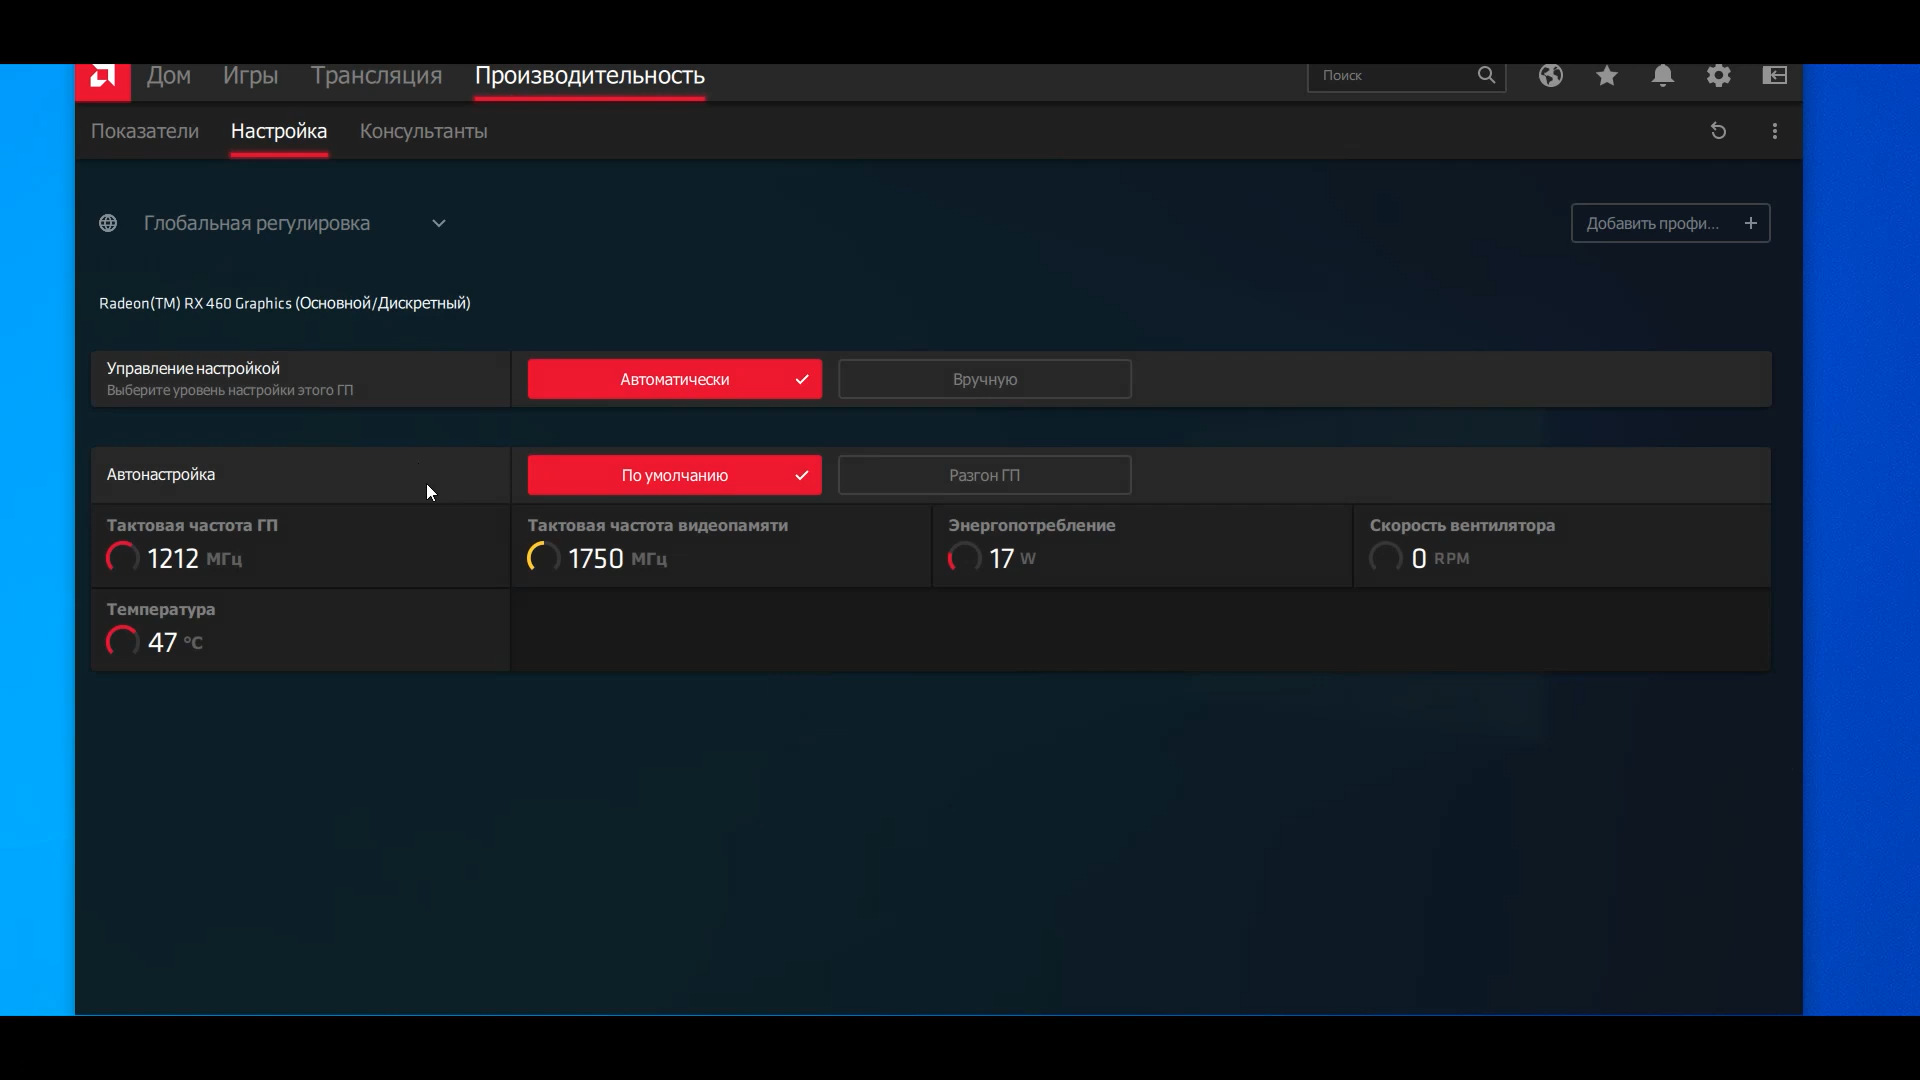 Дом Игры Трансляция Производительность Поиск
Показатели Настройка Консультанты
Глобальная регулировка Добавить профи... +
Radeon(TM) RX 460 Graphics (Основной/Дискретный)
Управление настройкой
Выберите уровень настройки этого ГП
Автоматически Вручную
Автонастройка По умолчанию Разгон ГП
Тактовая частота ГП Тактовая частота видеопамяти Энергопотребление Скорость вентилятора
1212 МГц 1750 МГц 17 W 0 RPM
Температура
47 °C